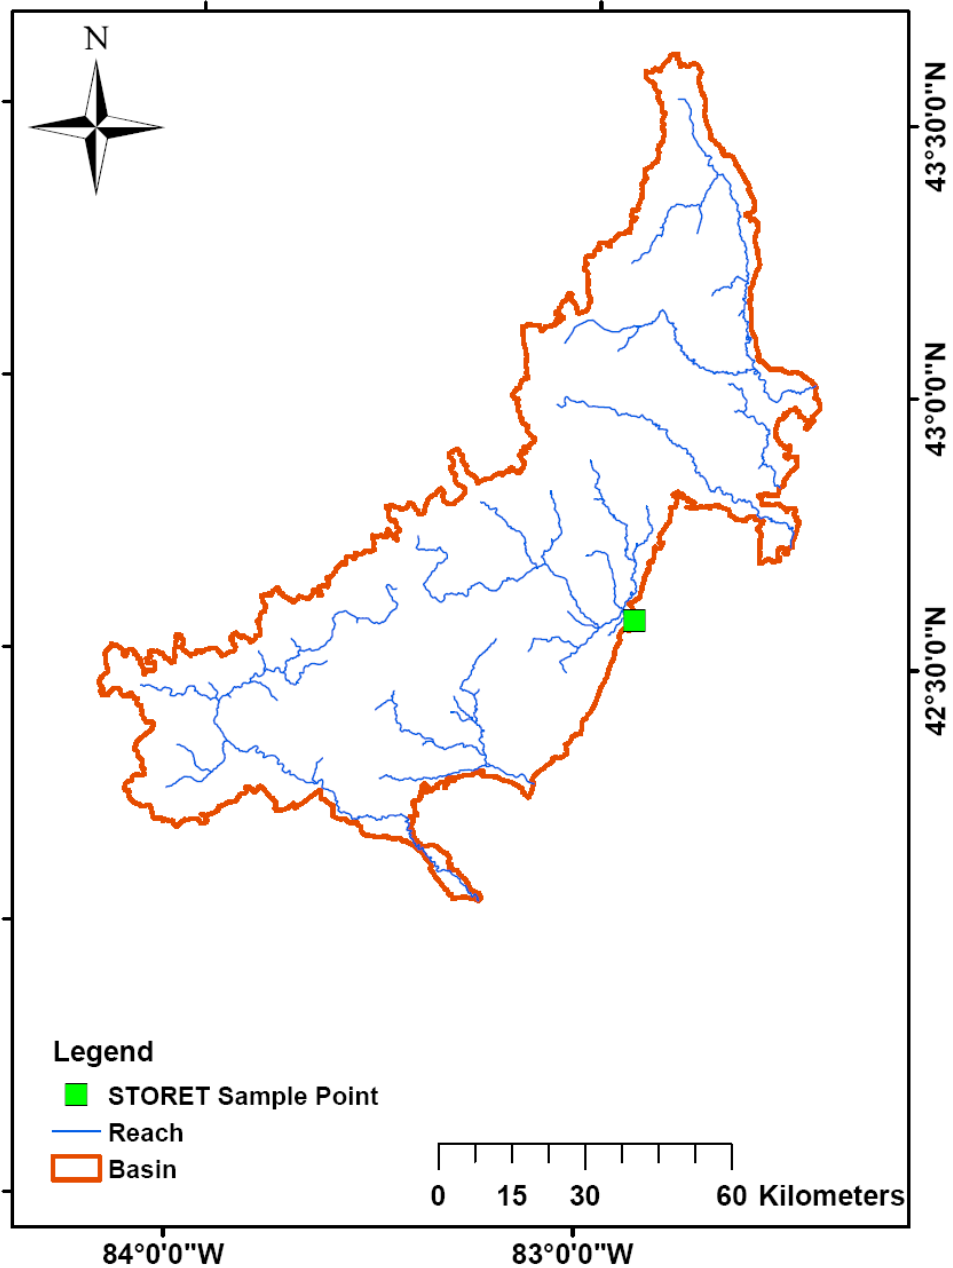 N
43°30'0"N
43°0'0"N
42°30'0"N
Legend
STORET Sample Point
Reach
Basin
0 15 30 60 Kilometers
84°0'0"W 83°0'0"W